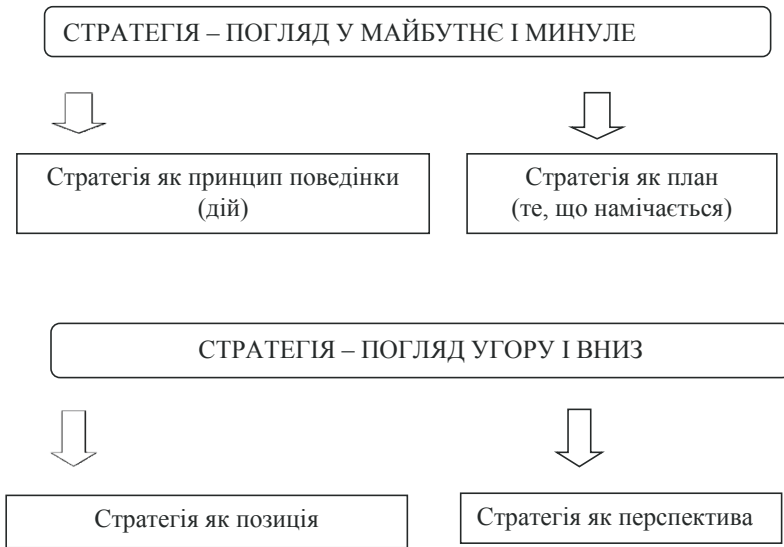 СТРАТЕГІЯ – ПОГЛЯД У МАЙБУТНЄ І МИНУЛЕ
Стратегія як принцип поведінки
(дій)
Стратегія як план
(те, що намічається)
СТРАТЕГІЯ – ПОГЛЯД УГОРУ І ВНИЗ
Стратегія як позиція
Стратегія як перспектива